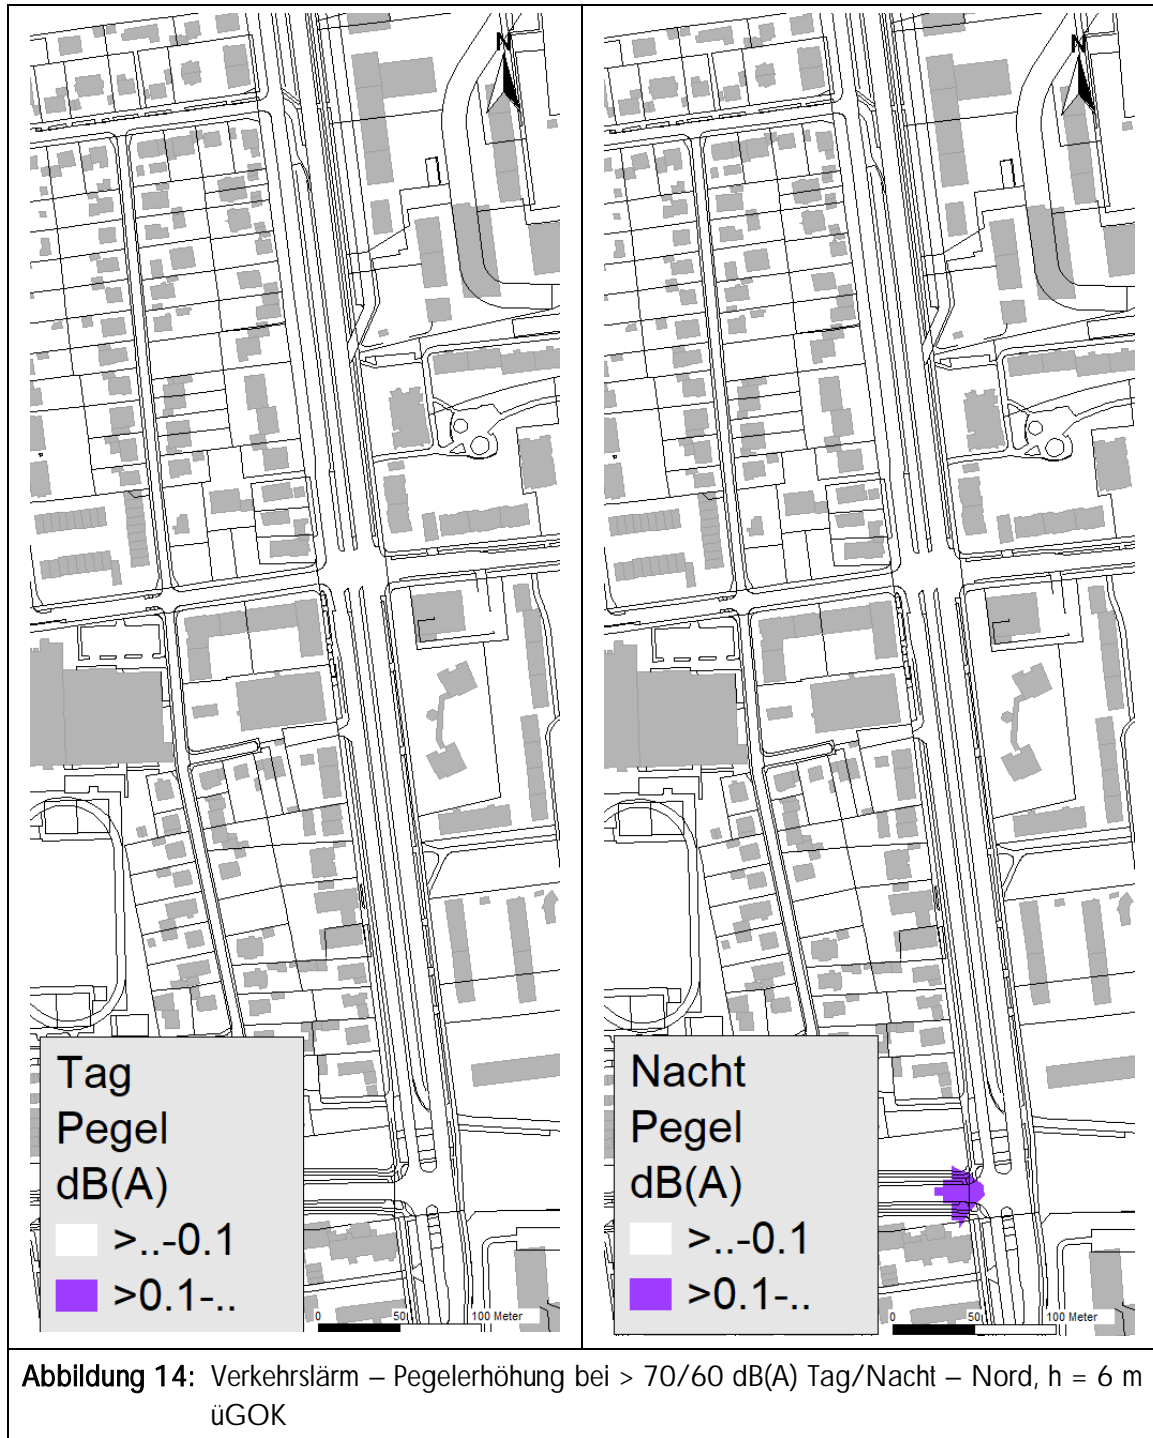 N
Tag
Pegel
dB(A)
>..-0.1
>0.1-..
0 50 100 Meter
N
Nacht
Pegel
dB(A)
>..-0.1
>0.1-..
0 50 100 Meter
Abbildung 14: Verkehrslärm – Pegelerhöhung bei > 70/60 dB(A) Tag/Nacht – Nord, h = 6 m
üGOK